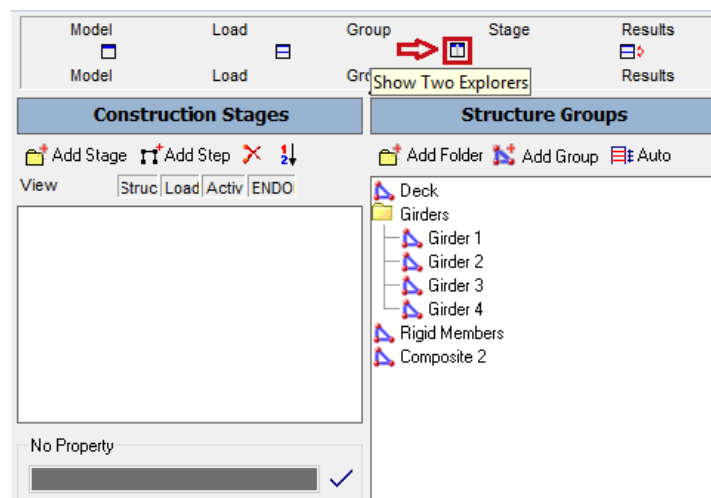 Model Load Group Stage Results
Model Load Gr Results
Show Two Explorers
Construction Stages
Add Stage Add Step
View Struc Load Activ ENDO
No Property
Structure Groups
Add Folder Add Group Auto
Deck
Girders
Girder 1
Girder 2
Girder 3
Girder 4
Rigid Members
Composite 2